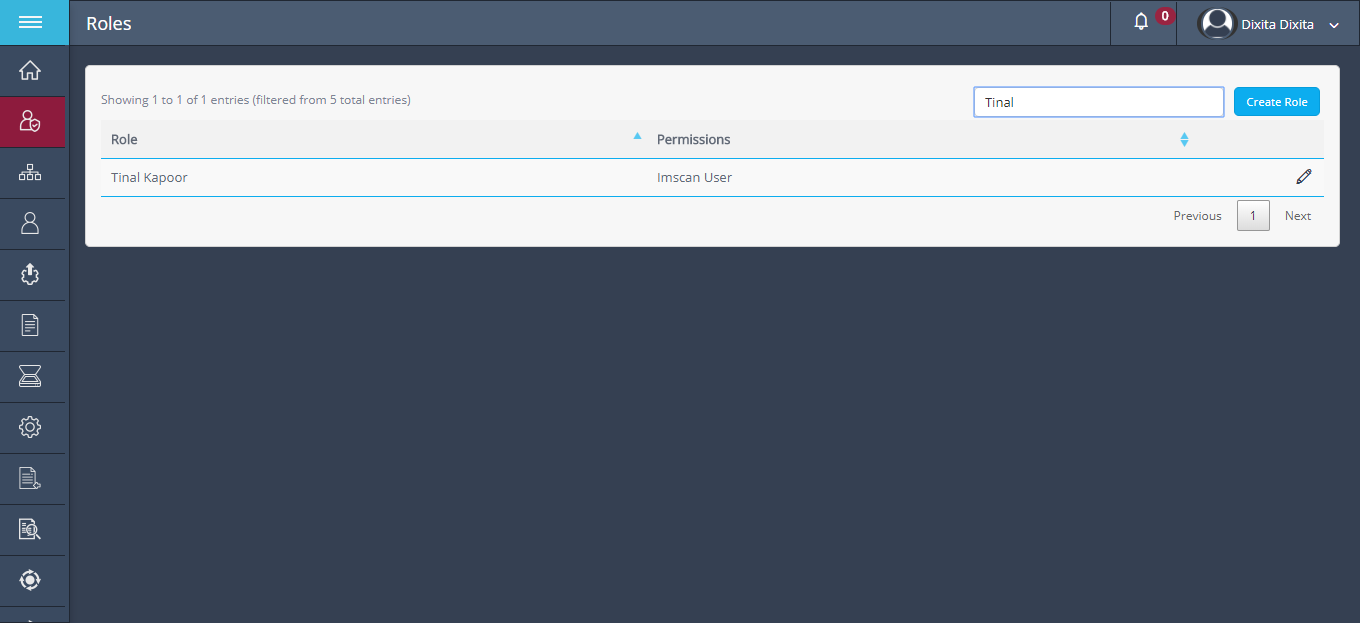 Roles
0
Dixita Dixita
Showing 1 to 1 of 1 entries (filtered from 5 total entries)
Tinal
Create Role
Role
Permissions
Tinal Kapoor
Imscan User
Previous
1
Next